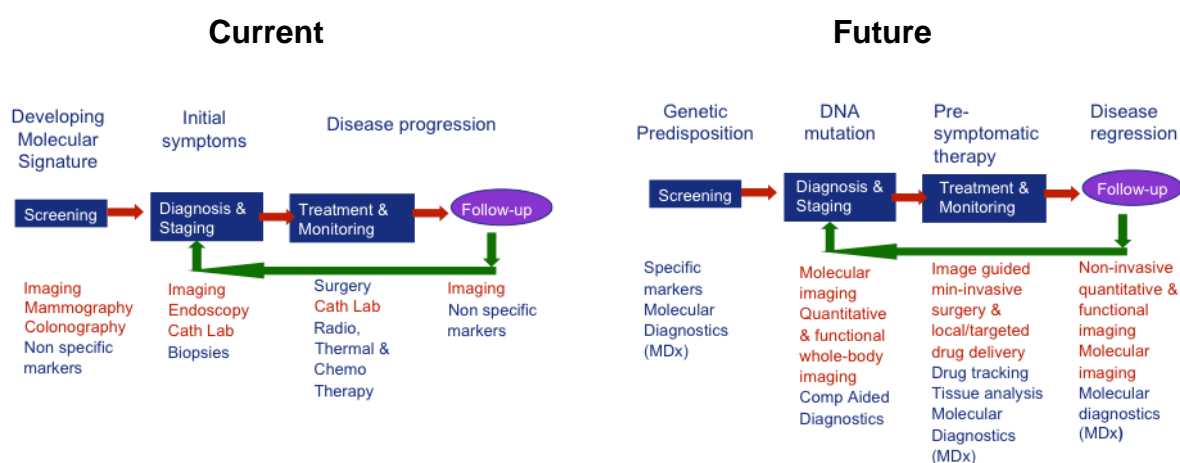 Current
Developing
Molecular
Signature
Initial
symptoms
Disease progression
Screening
Diagnosis &
Staging
Treatment &
Monitoring
Follow-up
Imaging
Mammography
Colonography
Non specific
markers
Imaging
Endoscopy
Cath Lab
Biopsies
Surgery
Cath Lab
Radio,
Thermal &
Chemo
Therapy
Imaging
Non specific
markers
Future
Genetic
Predisposition
DNA
mutation
Pre-
symptomatic
therapy
Disease
regression
Screening
Diagnosis &
Staging
Treatment &
Monitoring
Follow-up
Specific
markers
Molecular
Diagnostics
(MDx)
Molecular
imaging
Quantitative
& functional
whole-body
imaging
Comp Aided
Diagnostics
Image guided
min-invasive
surgery &
local/targeted
drug delivery
Drug tracking
Tissue analysis
Molecular
Diagnostics
(MDx)
Non-invasive
quantitative &
functional
imaging
Molecular
imaging
Molecular
diagnostics
(MDx)